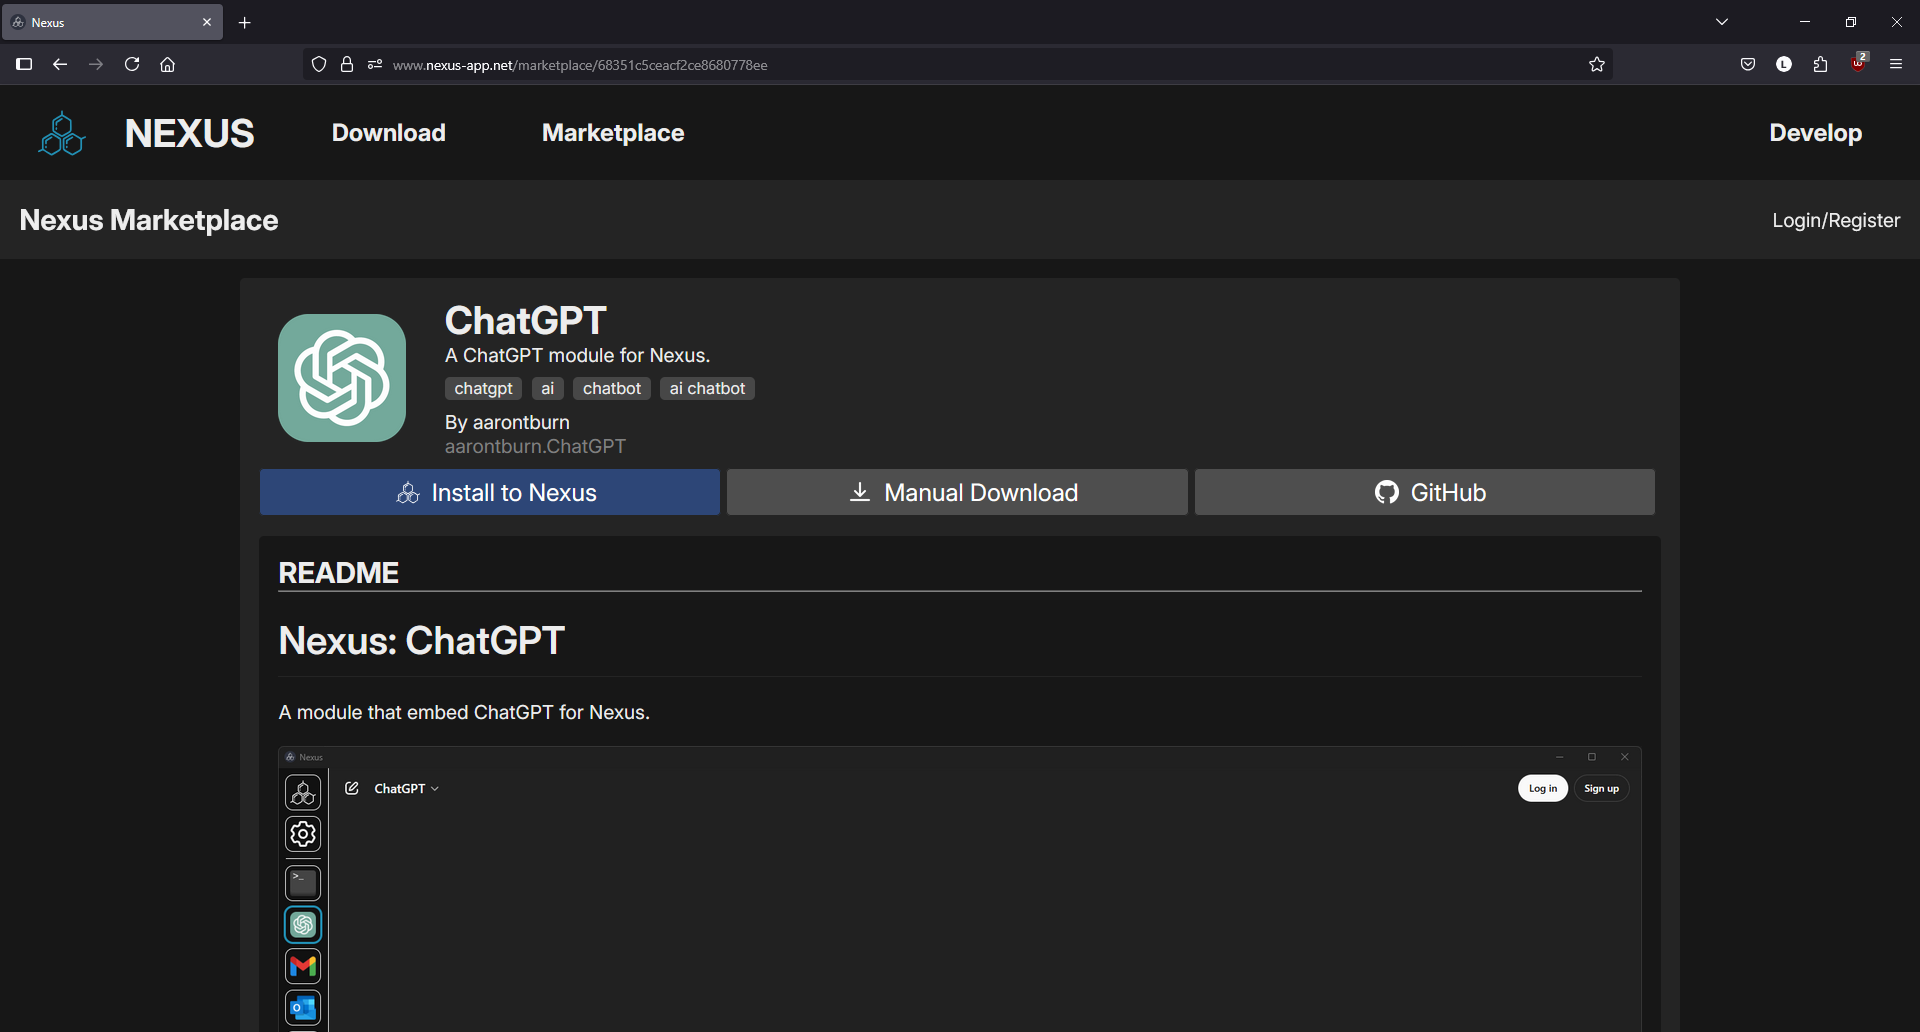 Nexus
www.nexus-app.net/marketplace/68351c5ceacf2ce8680778ee
L
2
NEXUS
Download
Marketplace
Develop
Nexus Marketplace
Login/Register
ChatGPT
A ChatGPT module for Nexus.
chatgpt ai chatbot ai chatbot
By aarontburn
aarontburn.ChatGPT
Install to Nexus
Manual Download
GitHub
README
Nexus: ChatGPT
A module that embed ChatGPT for Nexus.
Nexus
ChatGPT
Log in
Sign up
>_